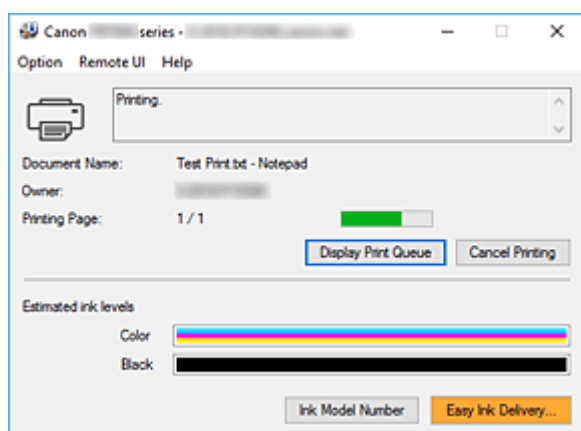 Canon series -
Option Remote UI Help
Printing.
Document Name: Test Print.txt - Notepad
Owner:
Printing Page: 1 / 1
Display Print Queue Cancel Printing
Estimated ink levels
Color
Black
Ink Model Number Easy Ink Delivery...